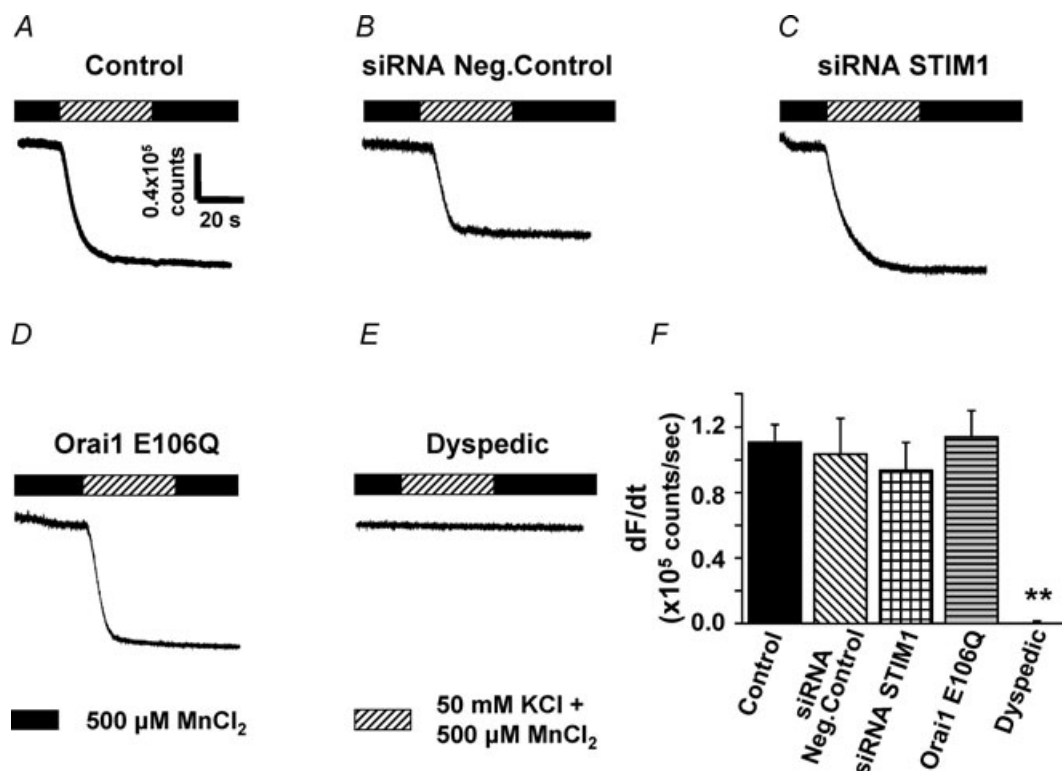 A
Control
0.4x10⁵
counts
20 s
B
siRNA Neg.Control
C
siRNA STIM1
D
Orai1 E106Q
E
Dyspedic
500 µM MnCl₂
50 mM KCl +
500 µM MnCl₂
F
dF/dt
(x10⁵ counts/sec)
1.2
0.8
0.4
0.0
**
Control
siRNA
Neg.Control
siRNA STIM1
Orai1 E106Q
Dyspedic